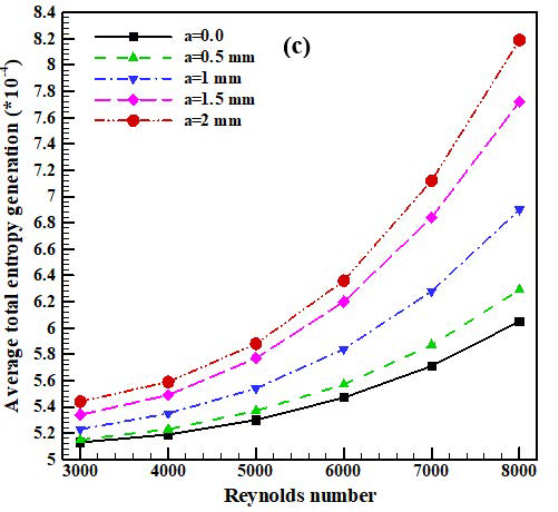 (c)
a=0.0
a=0.5 mm
a=1 mm
a=1.5 mm
a=2 mm
Average total entropy generation (*10⁻⁴)
8.4
8.2
8
7.8
7.6
7.4
7.2
7
6.8
6.6
6.4
6.2
6
5.8
5.6
5.4
5.2
5
3000 4000 5000 6000 7000 8000
Reynolds number